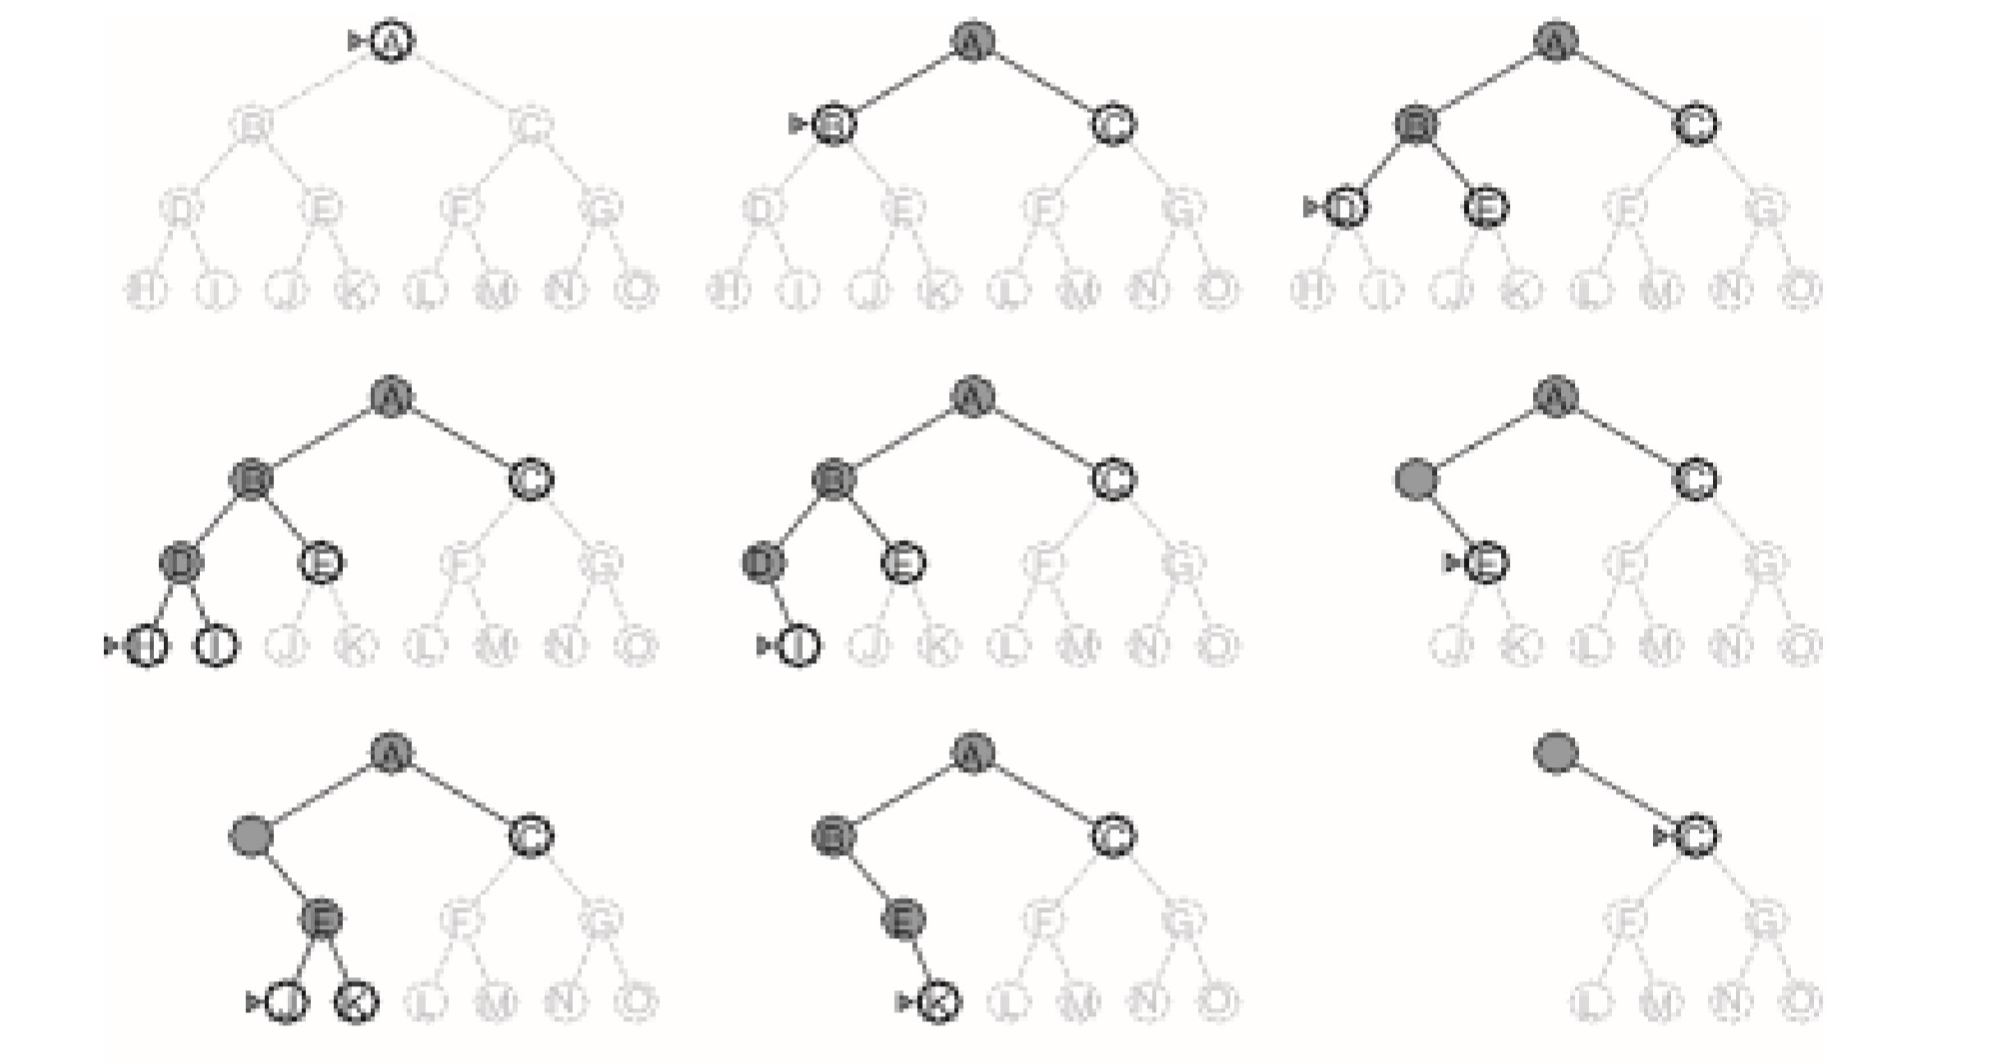 A A A
B C B C B C
D E F G D E F G D E F G
H I J K L M N O H I J K L M N O H I J K L M N O
A A A
B C B C C
D E F G D E F G E F G
H I J K L M N O I J K L M N O J K L M N O
A A
C B C C
E F G E F G F G
J K L M N O K L M N O L M N O